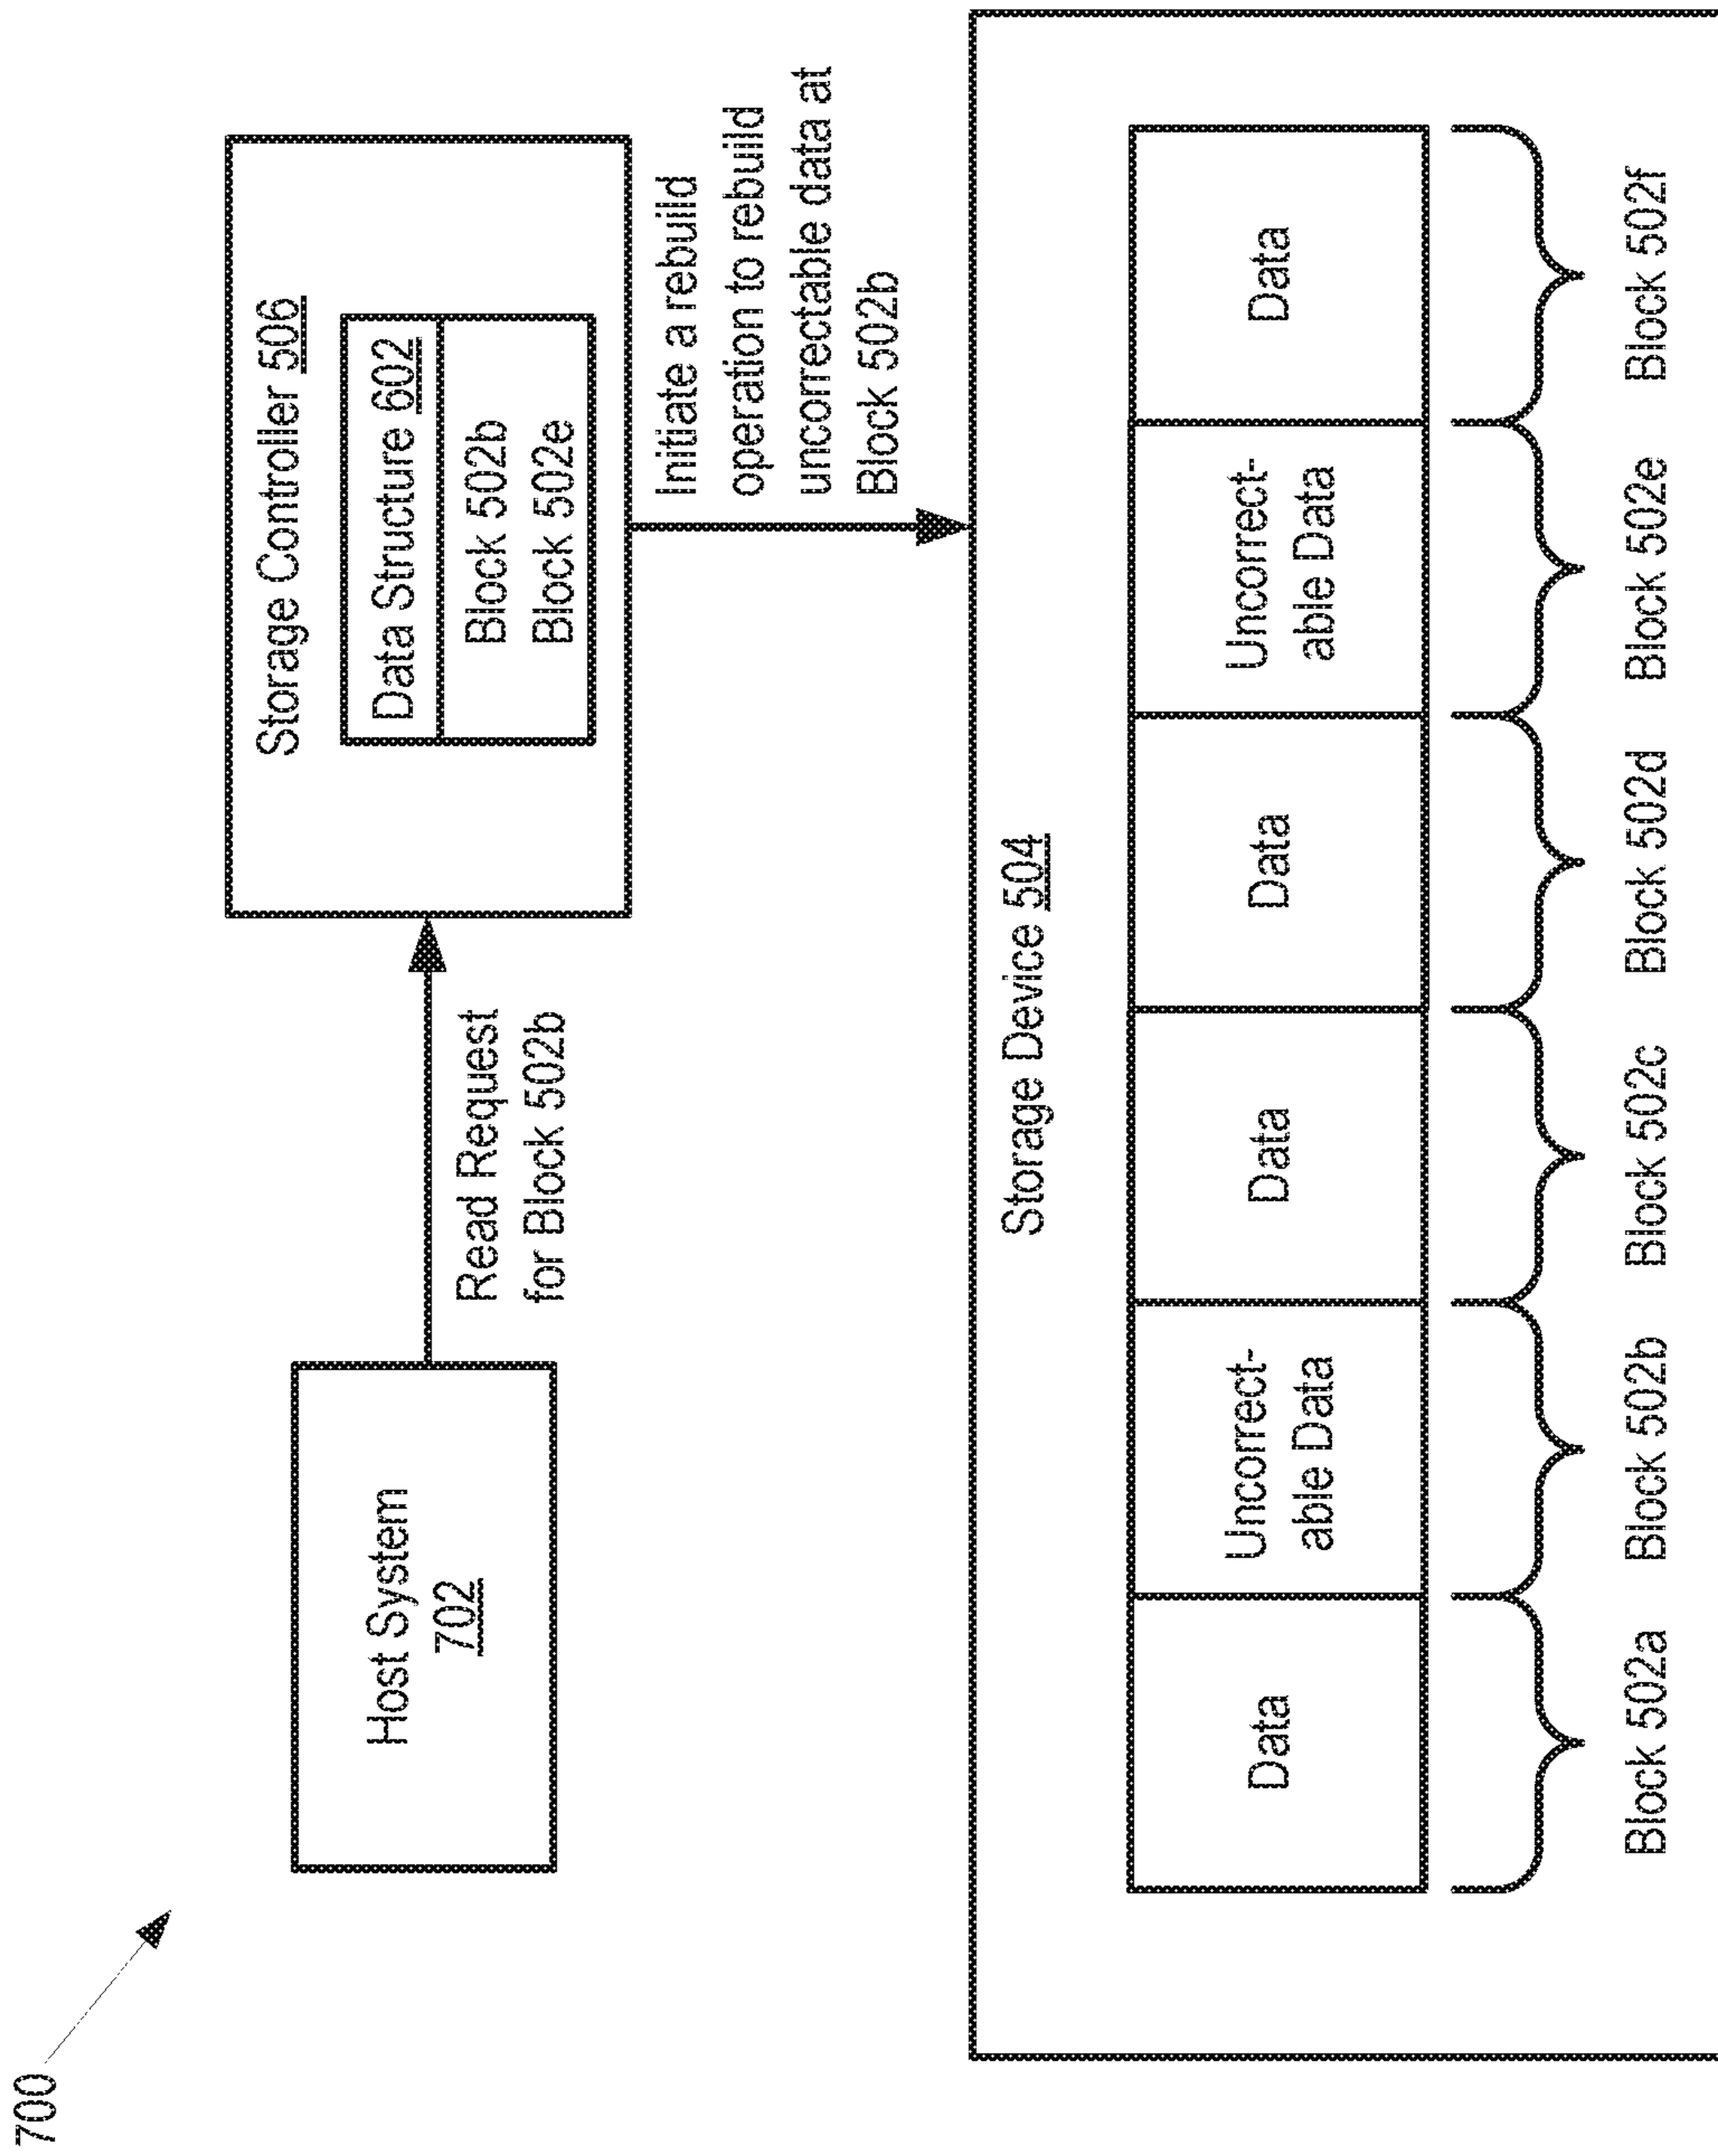 700
Host System
702
Read Request
for Block 502b
Storage Controller 506
Data Structure 602
Block 502b
Block 502e
Initiate a rebuild
operation to rebuild
uncorrectable data at
Block 502b
Storage Device 504
Data
Uncorrect-
able Data
Data
Data
Uncorrect-
able Data
Data
Block 502a
Block 502b
Block 502c
Block 502d
Block 502e
Block 502f